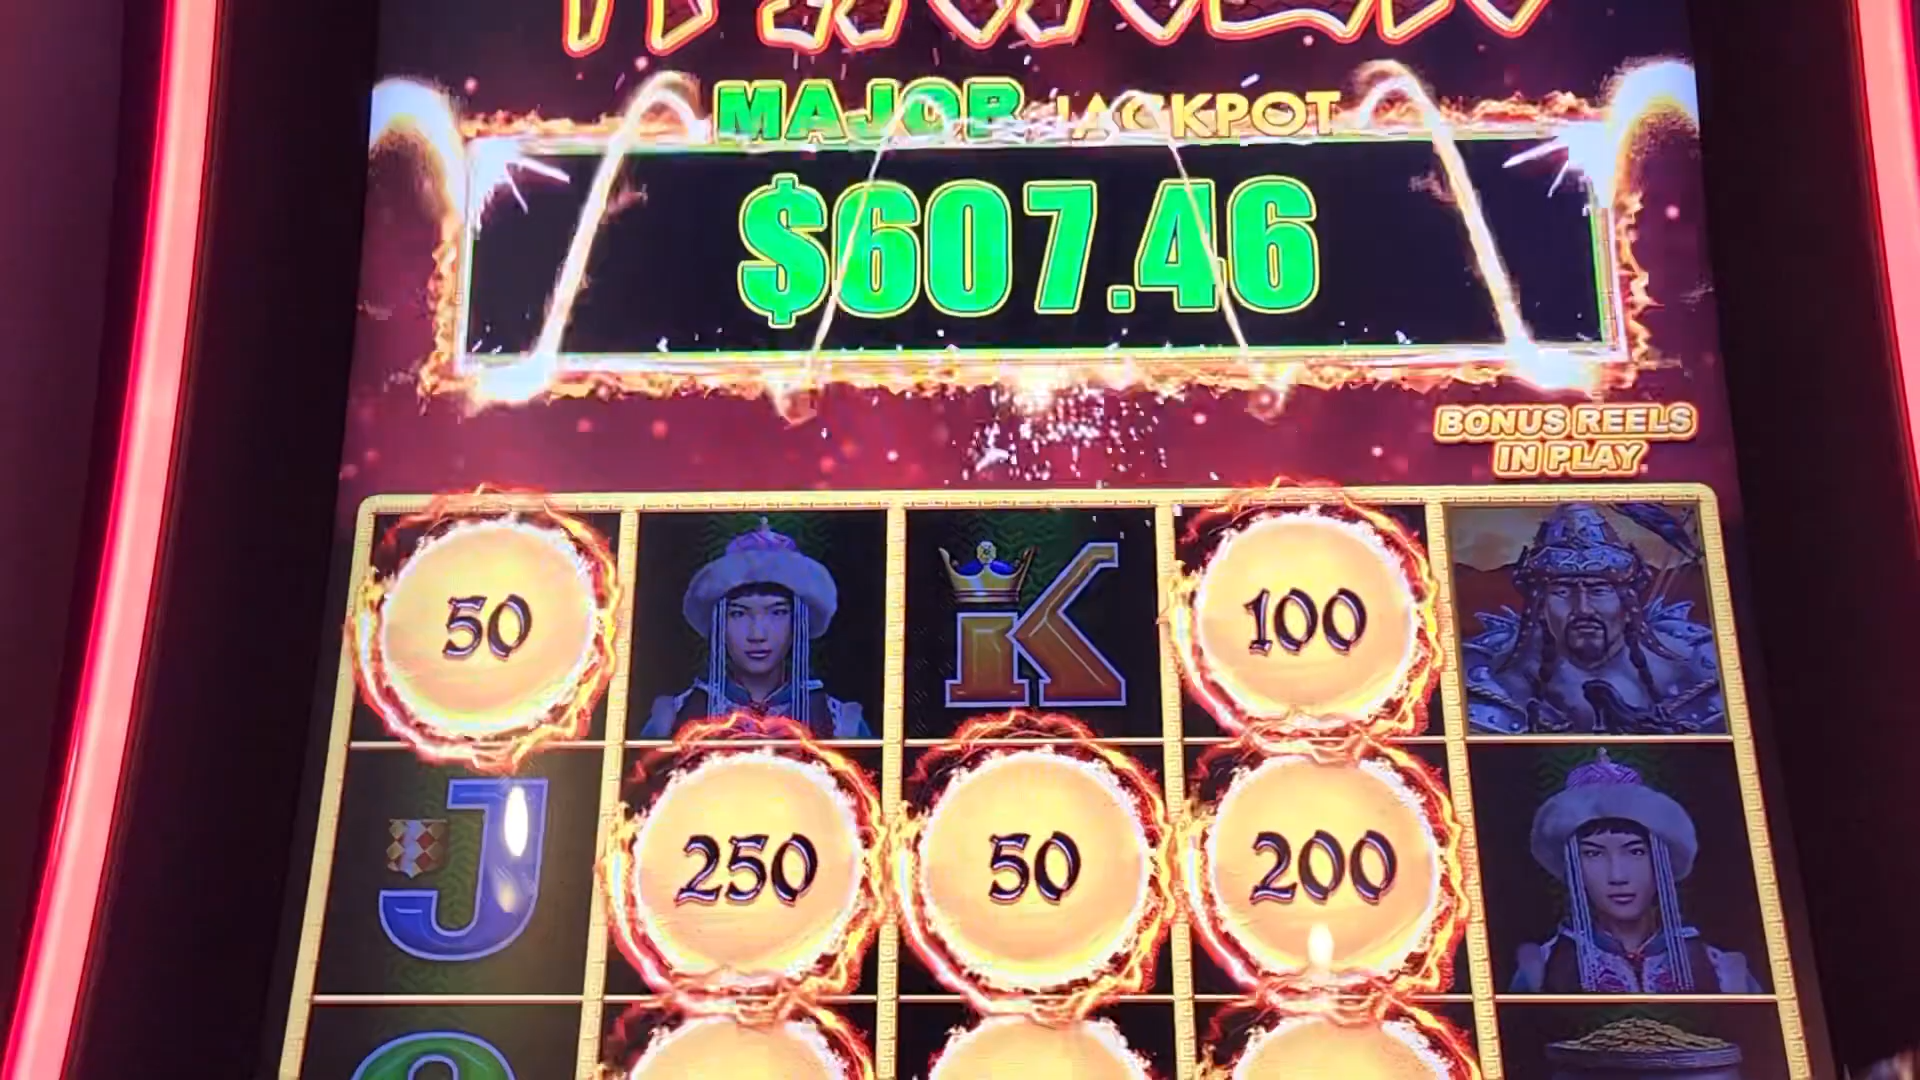 MAJOR JACKPOT
$607.46
BONUS REELS
IN PLAY
50
K
100
J
250
50
200